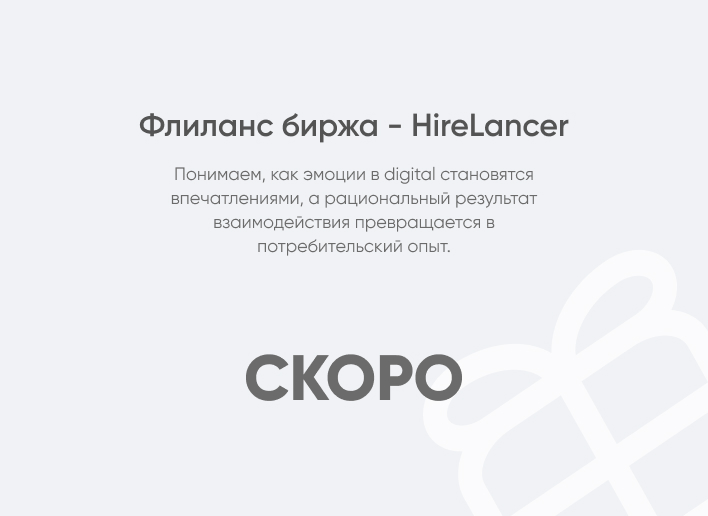 Флиланс биржа - HireLancer
Понимаем, как эмоции в digital становятся
впечатлениями, а рациональный результат
взаимодействия превращается в
потребительский опыт.
СКОРО